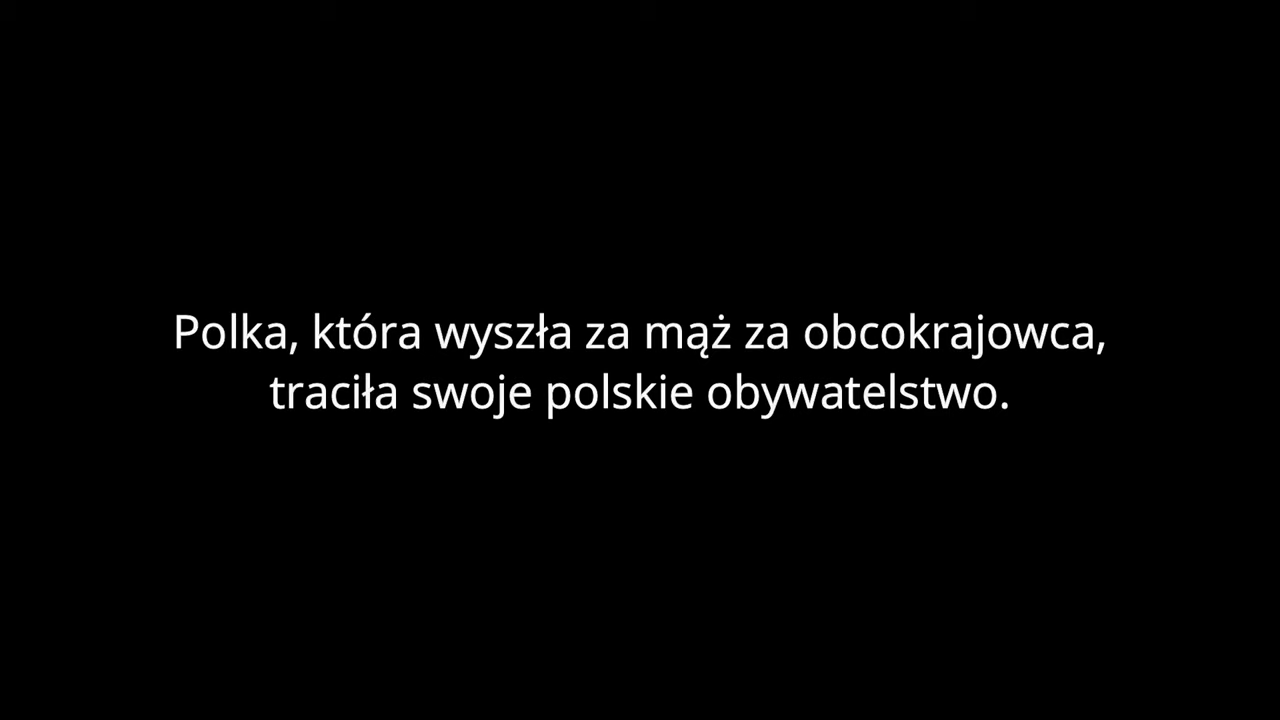 Polka, która wyszła za mąż za obcokrajowca,
traciła swoje polskie obywatelstwo.